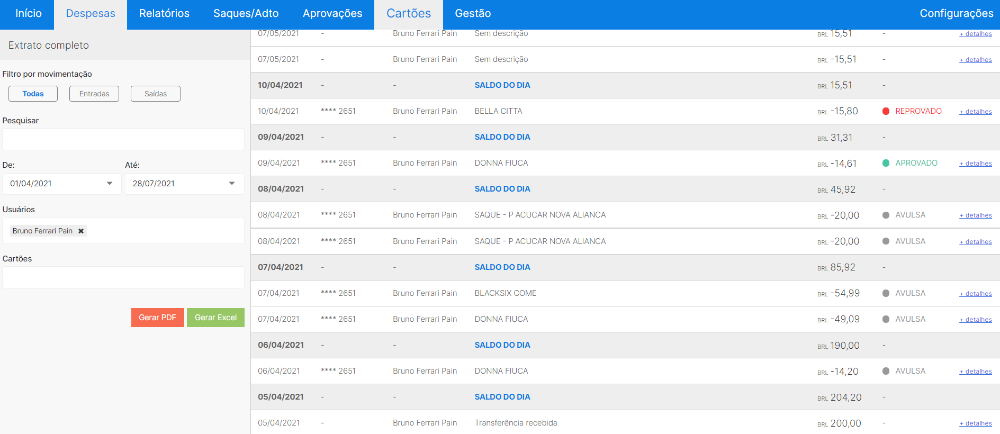 Início Despesas Relatórios Saques/Adto Aprovações Cartões Gestão Configurações
Extrato completo
Filtro por movimentação
Todas Entradas Saídas
Pesquisar
De: Até:
01/04/2021 28/07/2021
Usuários
Bruno Ferrari Pain ✖
Cartões
Gerar PDF Gerar Excel
07/05/2021 - Bruno Ferrari Pain Sem descrição BRL 15,51 - + detalhes
07/05/2021 - Bruno Ferrari Pain Sem descrição BRL -15,51 - + detalhes
10/04/2021 - - SALDO DO DIA BRL 15,51 -
10/04/2021 **** 2651 Bruno Ferrari Pain BELLA CITTA BRL -15,80 REPROVADO + detalhes
09/04/2021 - - SALDO DO DIA BRL 31,31 -
09/04/2021 **** 2651 Bruno Ferrari Pain DONNA FIUCA BRL -14,61 APROVADO + detalhes
08/04/2021 - - SALDO DO DIA BRL 45,92 -
08/04/2021 **** 2651 Bruno Ferrari Pain SAQUE - P ACUCAR NOVA ALIANCA BRL -20,00 AVULSA + detalhes
08/04/2021 **** 2651 Bruno Ferrari Pain SAQUE - P ACUCAR NOVA ALIANCA BRL -20,00 AVULSA + detalhes
07/04/2021 - - SALDO DO DIA BRL 85,92 -
07/04/2021 **** 2651 Bruno Ferrari Pain BLACKSIX COME BRL -54,99 AVULSA + detalhes
07/04/2021 **** 2651 Bruno Ferrari Pain DONNA FIUCA BRL -49,09 AVULSA + detalhes
06/04/2021 - - SALDO DO DIA BRL 190,00 -
06/04/2021 **** 2651 Bruno Ferrari Pain DONNA FIUCA BRL -14,20 AVULSA + detalhes
05/04/2021 - - SALDO DO DIA BRL 204,20 -
05/04/2021 - Bruno Ferrari Pain Transferência recebida BRL 200,00 - + detalhes